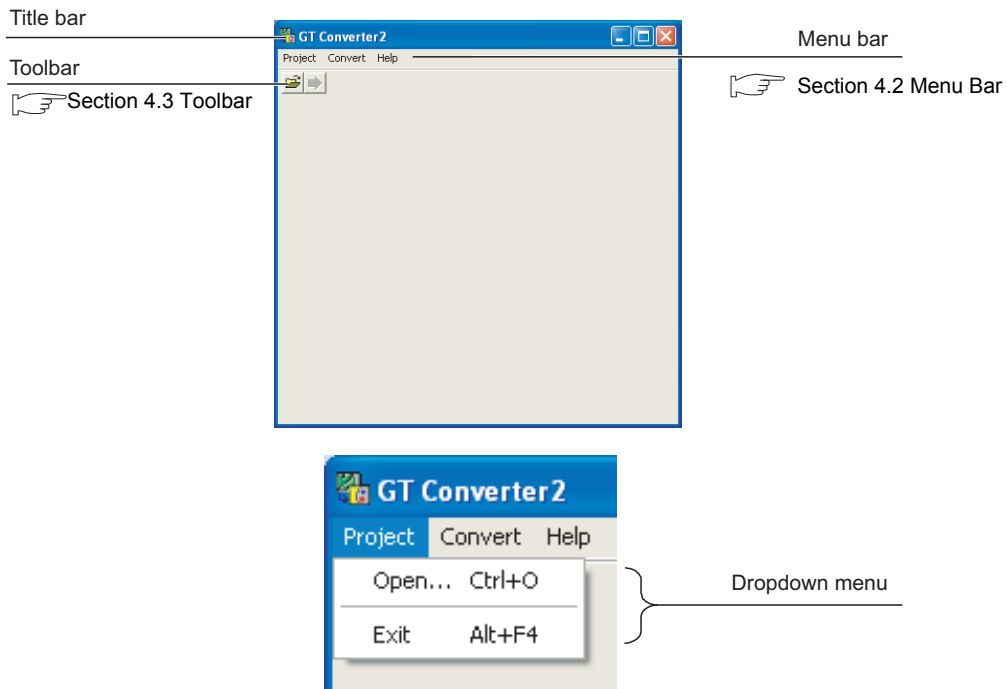 Title bar
GT Converter2
Menu bar
Project Convert Help
Toolbar
Section 4.3 Toolbar
Section 4.2 Menu Bar
GT Converter2
Project Convert Help
Open... Ctrl+O
Exit Alt+F4
Dropdown menu